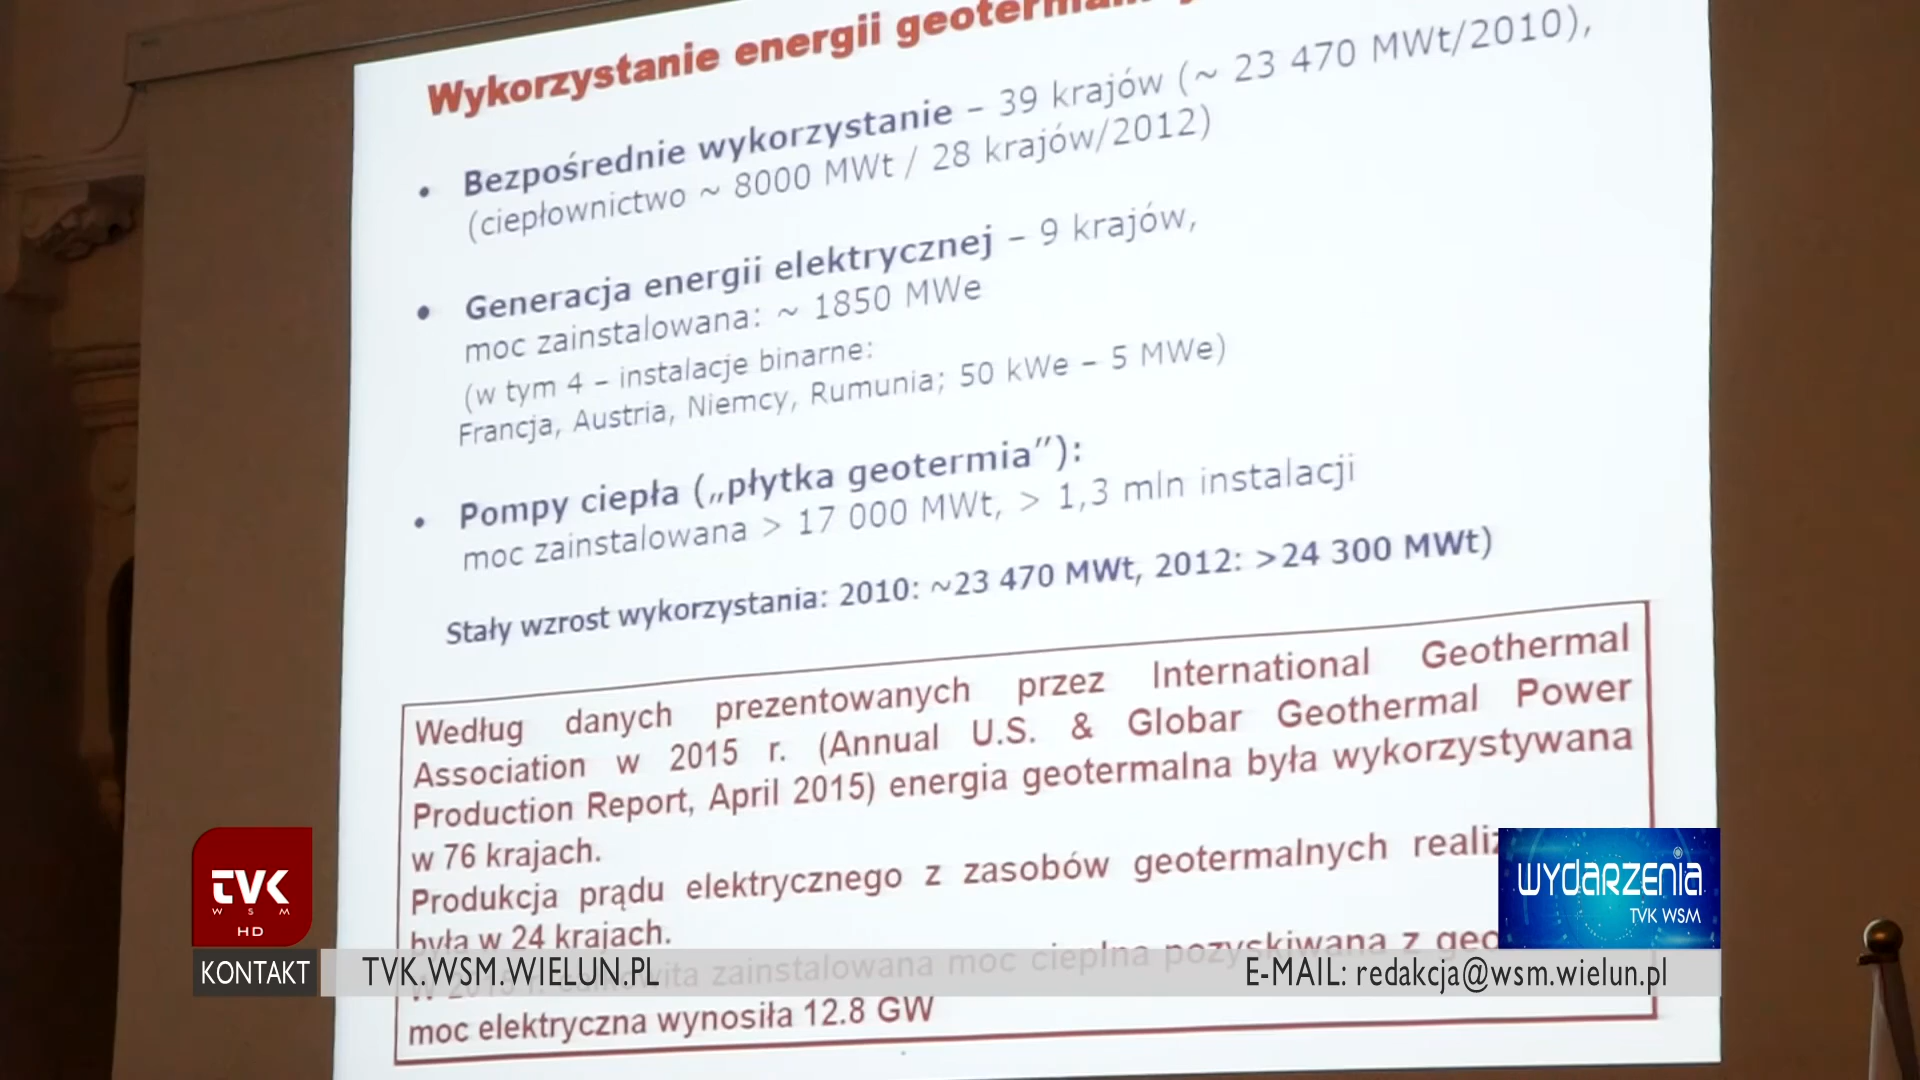 Wykorzystanie energii
Bezpośrednie wykorzystanie – 39 krajów (~ 23 470 MWt/2010),
(ciepłownictwo ~ 8000 MWt / 28 krajów/2012)
Generacja energii elektrycznej – 9 krajów,
moc zainstalowana: ~ 1850 MWe
(w tym 4 – instalacje binarne:
Francja, Austria, Niemcy, Rumunia; 50 kWe – 5 MWe)
Pompy ciepła („płytka geotermia”):
moc zainstalowana > 17 000 MWt, > 1,3 mln instalacji
Stały wzrost wykorzystania: 2010: ~23 470 MWt, 2012: >24 300 MWt)
Według danych prezentowanych przez International Geothermal
Association w 2015 r. (Annual U.S. & Globar Geothermal Power
Production Report, April 2015) energia geotermalna była wykorzystywana
w 76 krajach.
Produkcja prądu elektrycznego z zasobów geotermalnych
była w 24 krajach.
w 2015 r. zainstalowana moc cieplna pozyskiwana z
moc elektryczna wynosiła 12.8 GW
TVK
WSM
HD
WYDARZENIA
TVK WSM
KONTAKT TVK.WSM.WIELUN.PL E-MAIL: redakcja@wsm.wielun.pl